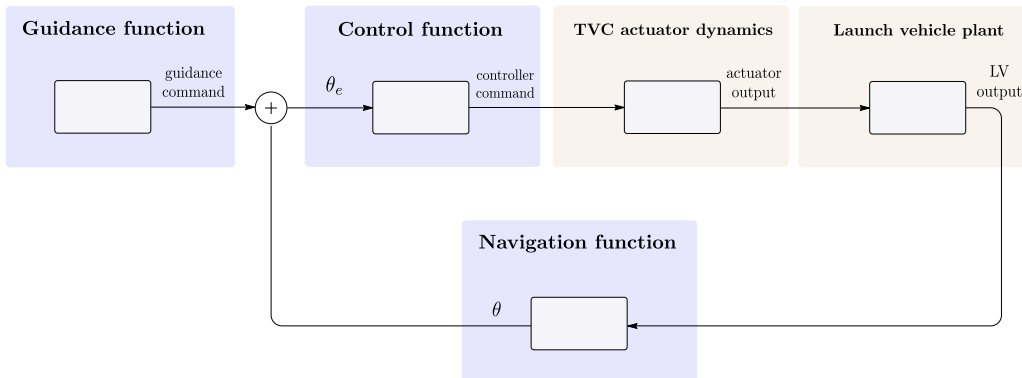 Guidance function
guidance
command
+
Control function
θe
controller
command
TVC actuator dynamics
actuator
output
Launch vehicle plant
LV
output
Navigation function
θ